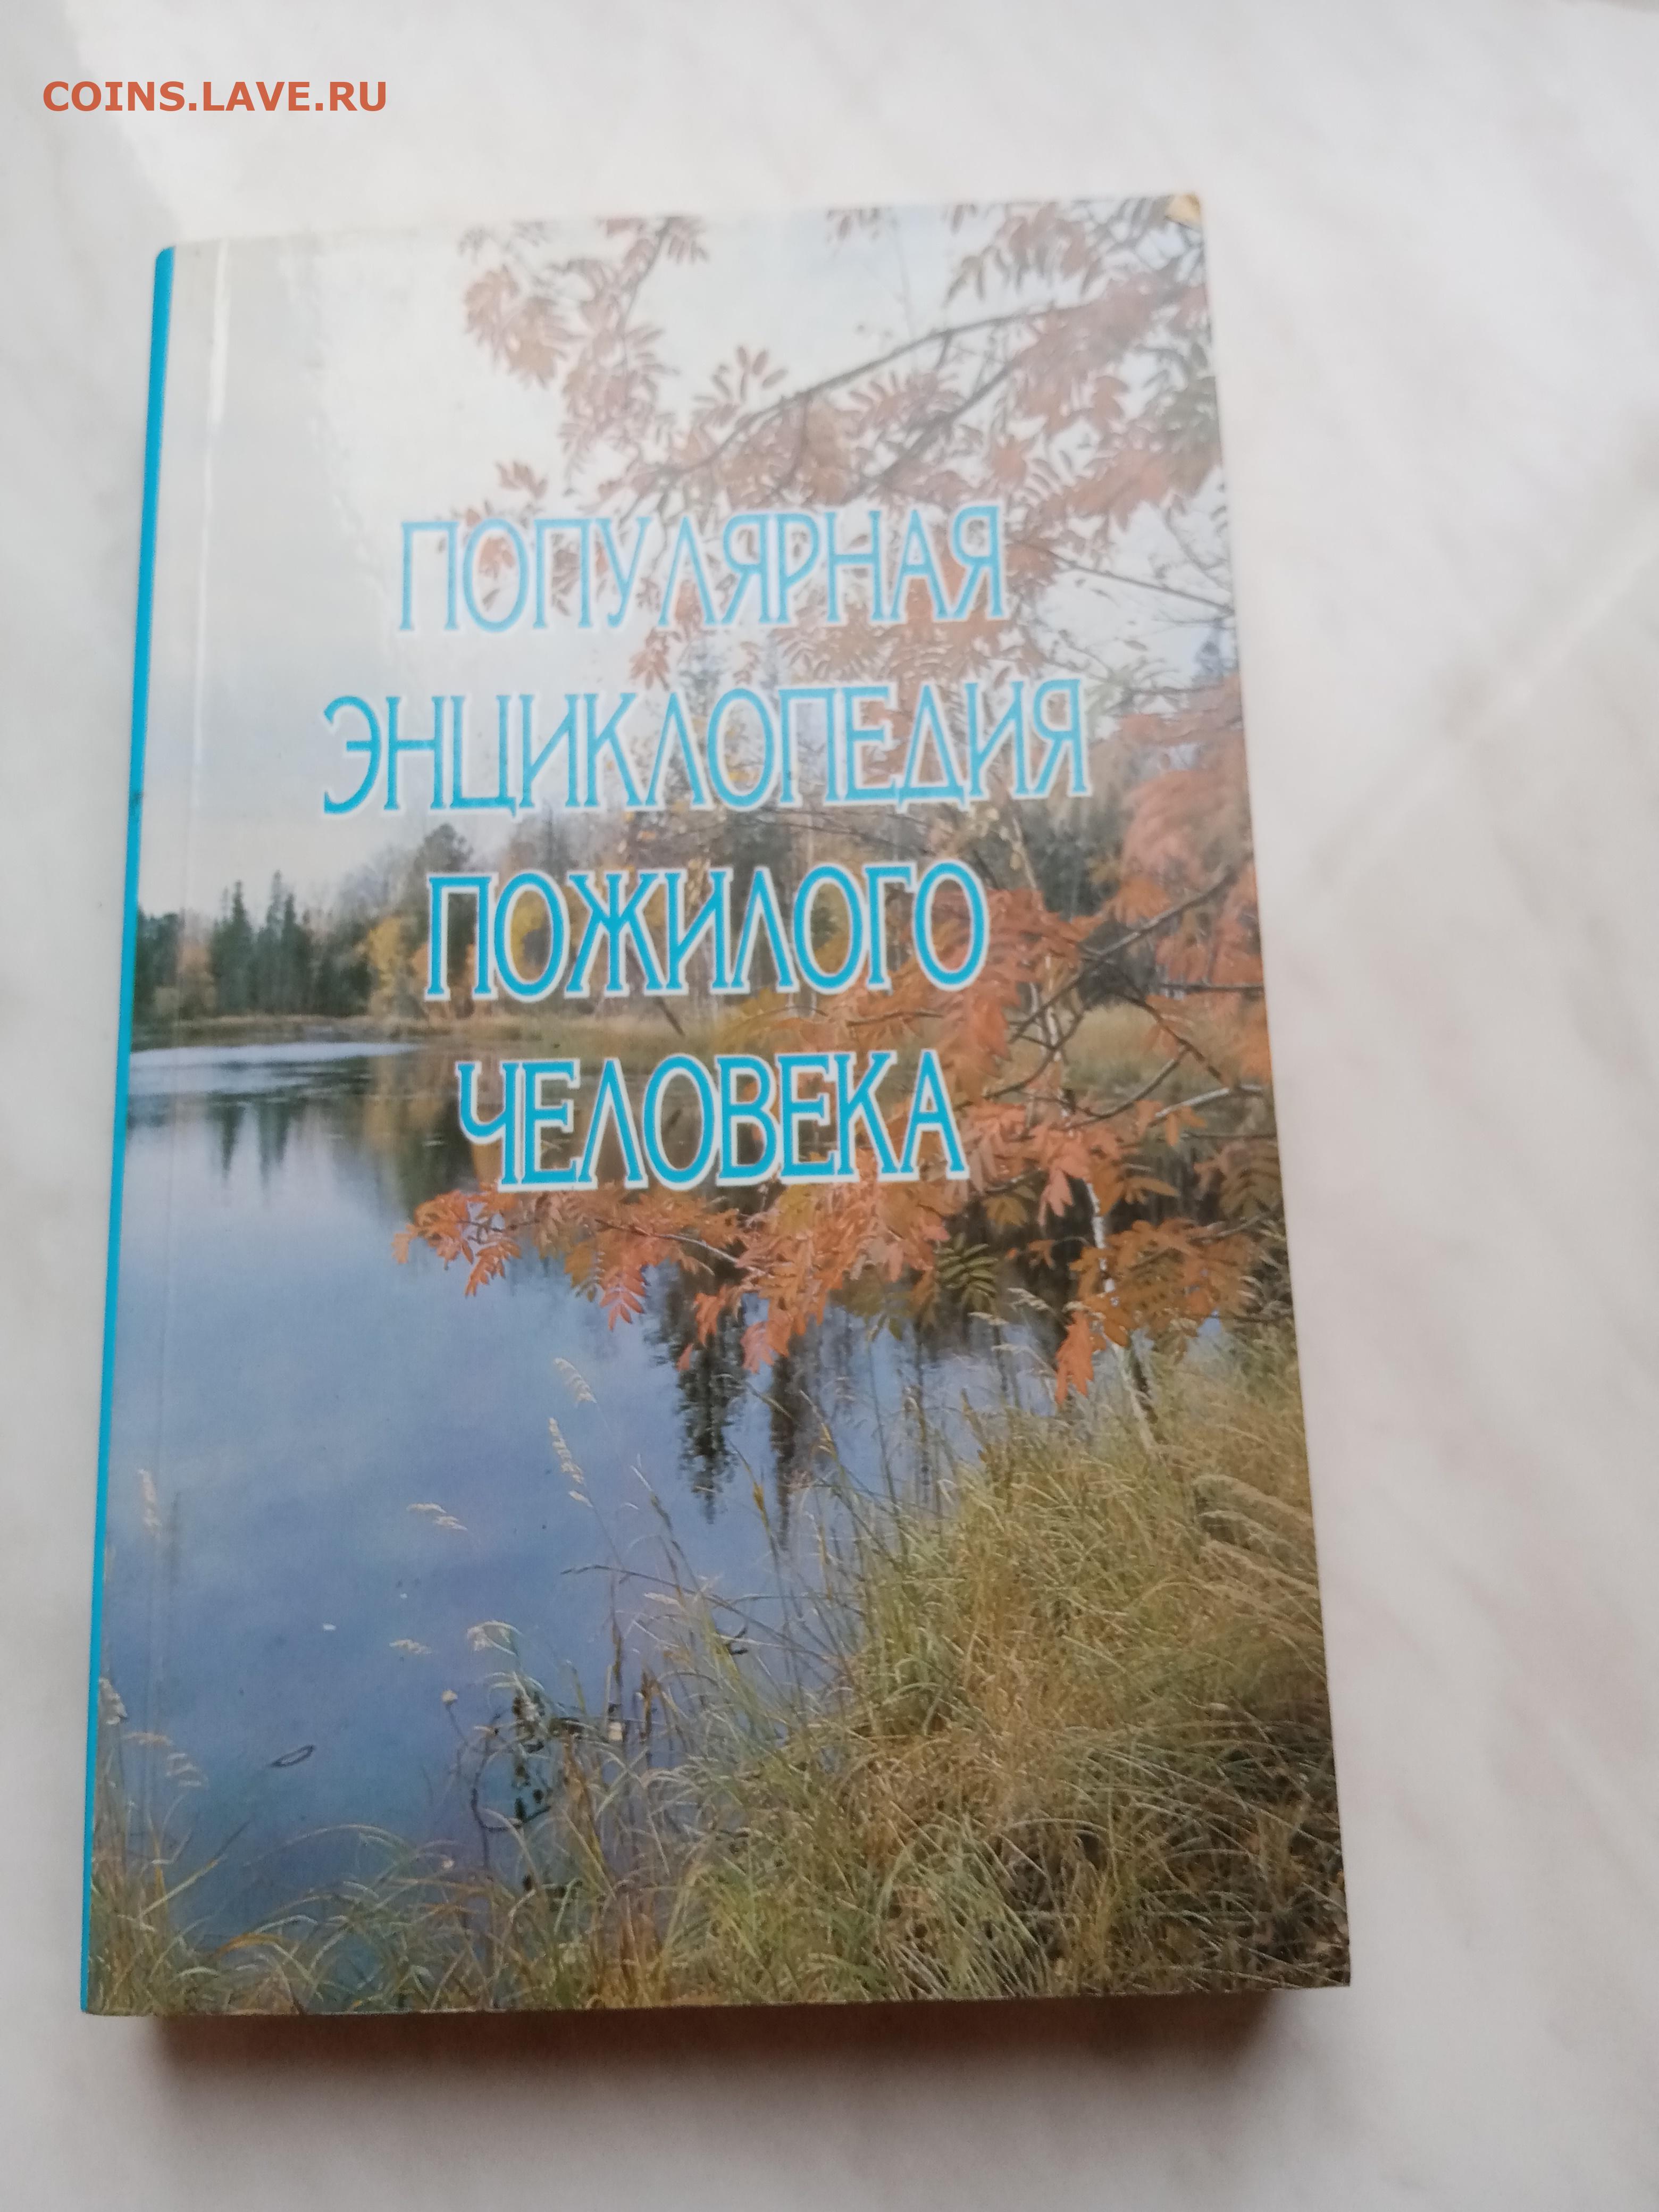 COINS.LAVE.RU
ПОПУЛЯРНАЯ
ЭНЦИКЛОПЕДИЯ
ПОЖИЛОГО
ЧЕЛОВЕКА